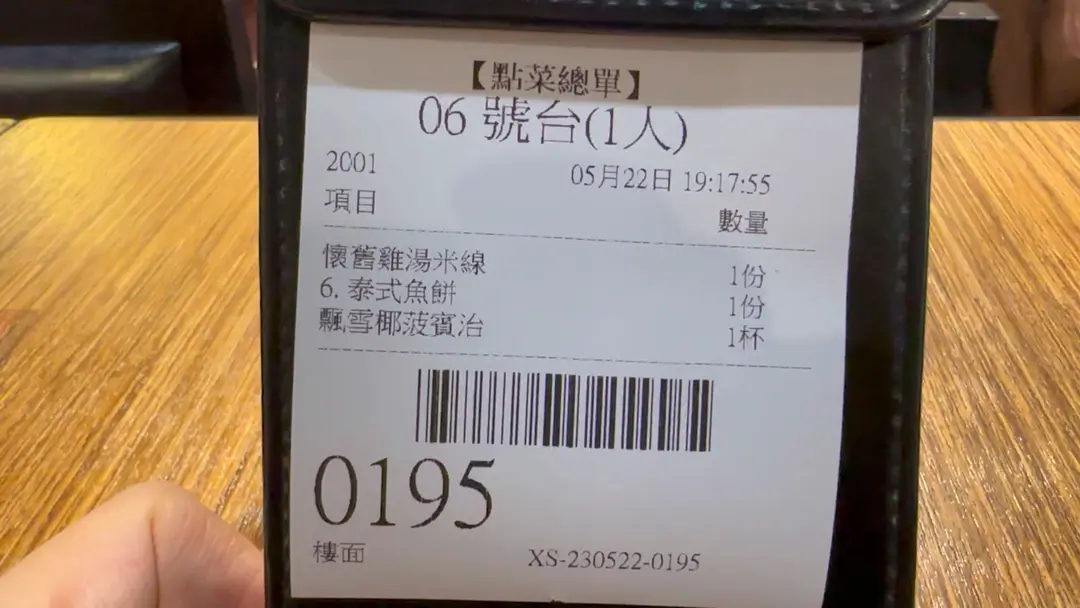 【點菜總單】
06 號台(1人)
2001 05月22日 19:17:55
項目 數量
懷舊雞湯米線 1份
6. 泰式魚餅 1份
飄雪椰菠賓治 1杯
0195
樓面 XS-230522-0195